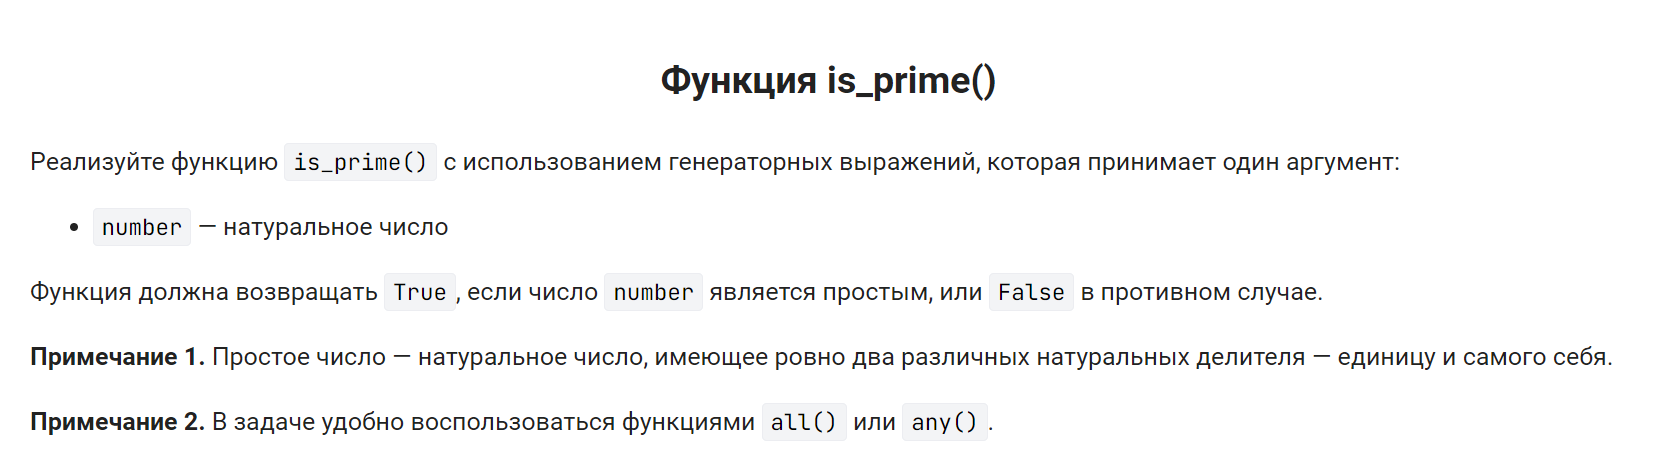 Функция is_prime()
Реализуйте функцию is_prime() с использованием генераторных выражений, которая принимает один аргумент:
• number — натуральное число
Функция должна возвращать True, если число number является простым, или False в противном случае.
Примечание 1. Простое число — натуральное число, имеющее ровно два различных натуральных делителя — единицу и самого себя.
Примечание 2. В задаче удобно воспользоваться функциями all() или any().